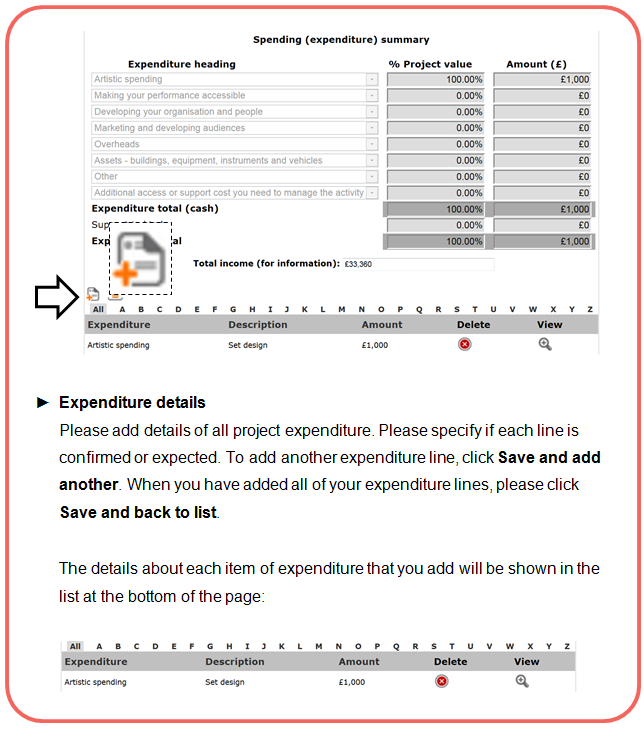 Spending (expenditure) summary
Expenditure heading % Project value Amount (£)
Artistic spending 100.00% £1,000
Making your performance accessible 0.00% £0
Developing your organisation and people 0.00% £0
Marketing and developing audiences 0.00% £0
Overheads 0.00% £0
Assets - buildings, equipment, instruments and vehicles 0.00% £0
Other 0.00% £0
Additional access or support cost you need to manage the activity 0.00% £0
Expenditure total (cash) 100.00% £1,000
0.00% £0
100.00% £1,000
Total income (for information): £33,360
All A B C D E F G H I J K L M N O P Q R S T U V W X Y Z
Expenditure Description Amount Delete View
Artistic spending Set design £1,000
► Expenditure details
Please add details of all project expenditure. Please specify if each line is
confirmed or expected. To add another expenditure line, click Save and add
another. When you have added all of your expenditure lines, please click
Save and back to list.
The details about each item of expenditure that you add will be shown in the
list at the bottom of the page:
All A B C D E F G H I J K L M N O P Q R S T U V W X Y Z
Expenditure Description Amount Delete View
Artistic spending Set design £1,000